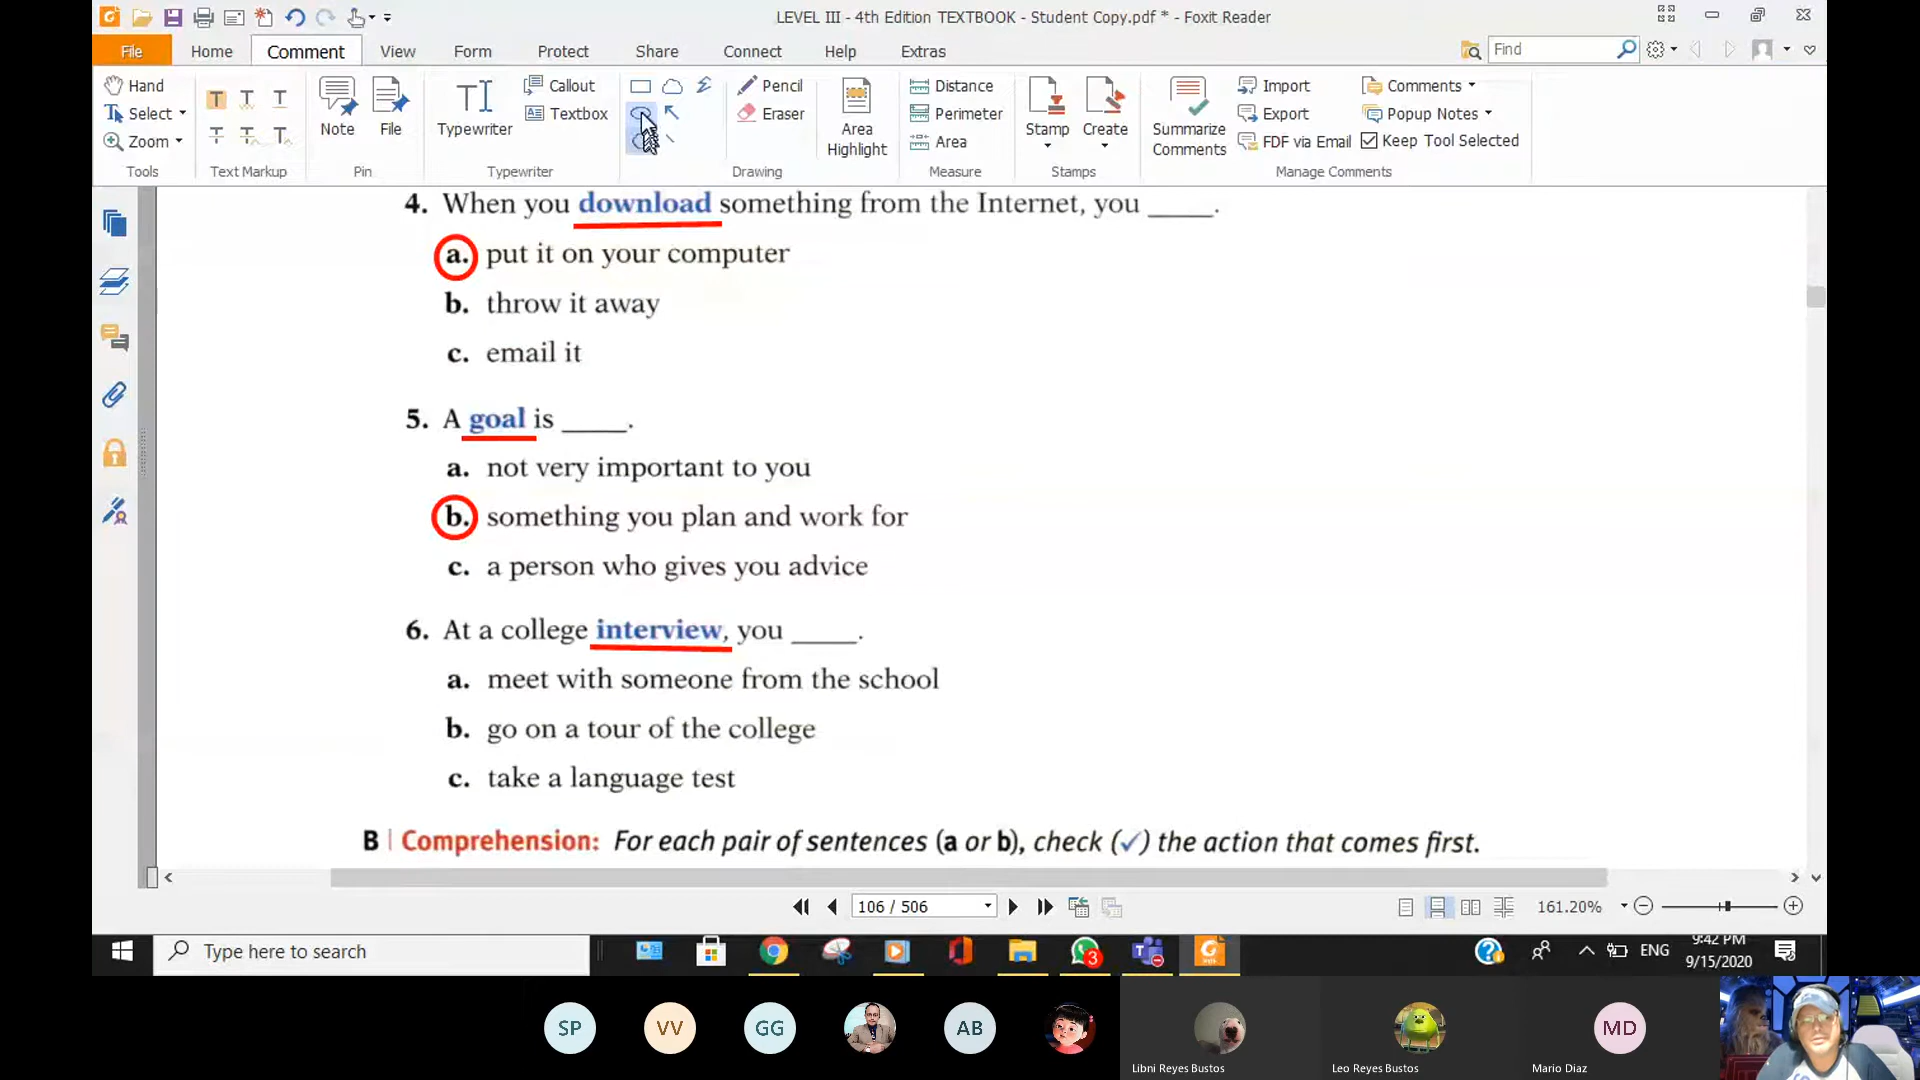 LEVEL III - 4th Edition TEXTBOOK - Student Copy.pdf * - Foxit Reader
File Home Comment View Form Protect Share Connect Help Extras Find
Hand
Select
Zoom
Tools
Text Markup
Note
File
Pin
Typewriter
Callout
Textbox
Typewriter
Pencil
Eraser
Area
Highlight
Drawing
Distance
Perimeter
Area
Measure
Stamp
Create
Stamps
Summarize
Comments
Import
Export
FDF via Email
Comments
Popup Notes
Keep Tool Selected
Manage Comments
4. When you download something from the Internet, you _____.
a. put it on your computer
b. throw it away
c. email it
5. A goal is _____.
a. not very important to you
b. something you plan and work for
c. a person who gives you advice
6. At a college interview, you _____.
a. meet with someone from the school
b. go on a tour of the college
c. take a language test
B | Comprehension: For each pair of sentences (a or b), check (✓) the action that comes first.
106 / 506
161.20%
Type here to search
3
ENG
9:42 PM
9/15/2020
SP
VV
GG
AB
MD
Libni Reyes Bustos
Leo Reyes Bustos
Mario Diaz